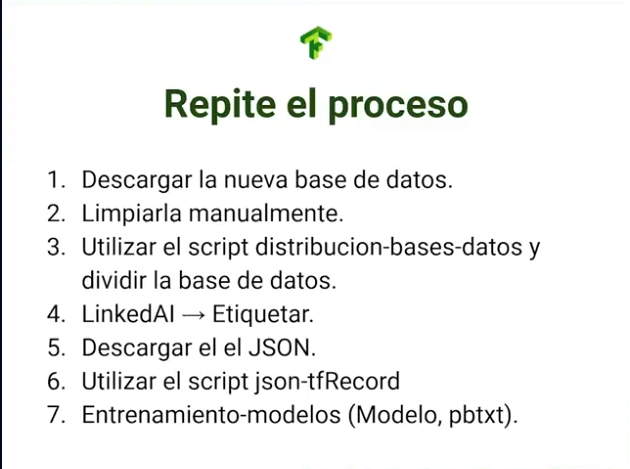 Repite el proceso
1. Descargar la nueva base de datos.
2. Limpiarla manualmente.
3. Utilizar el script distribucion-bases-datos y
dividir la base de datos.
4. LinkedAI → Etiquetar.
5. Descargar el el JSON.
6. Utilizar el script json-tfRecord
7. Entrenamiento-modelos (Modelo, pbtxt).